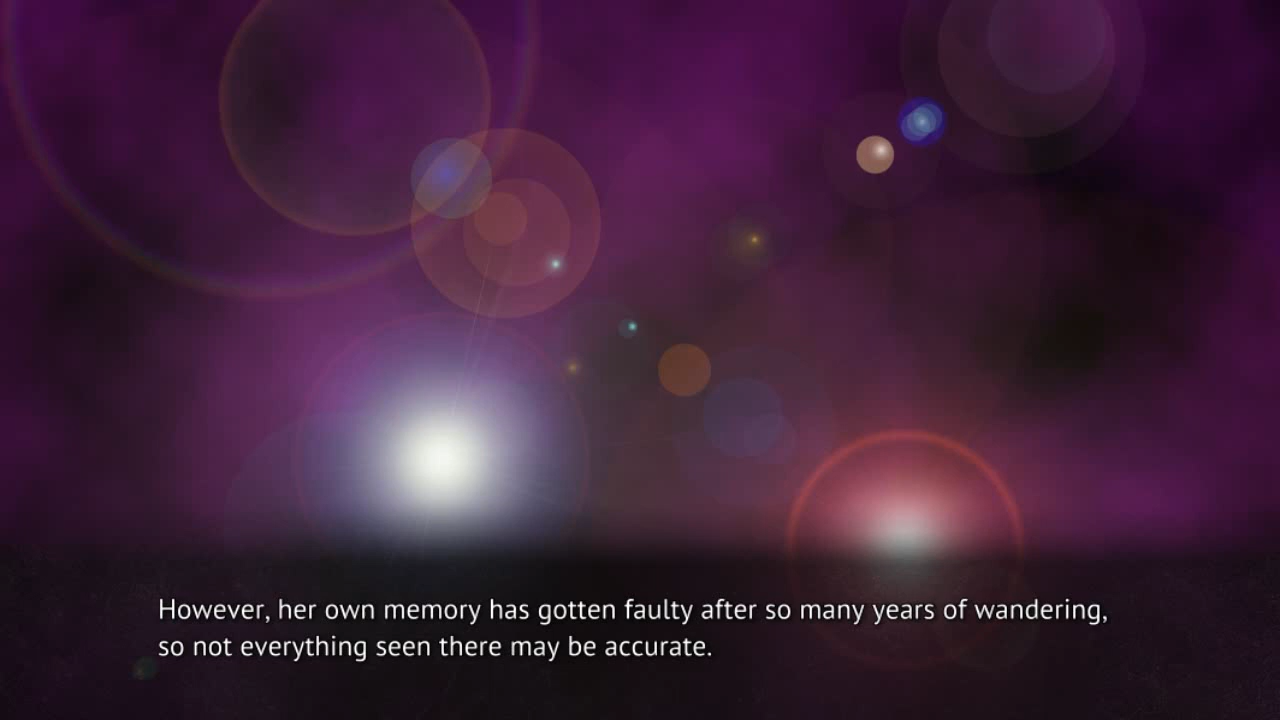 However, her own memory has gotten faulty after so many years of wandering,
so not everything seen there may be accurate.